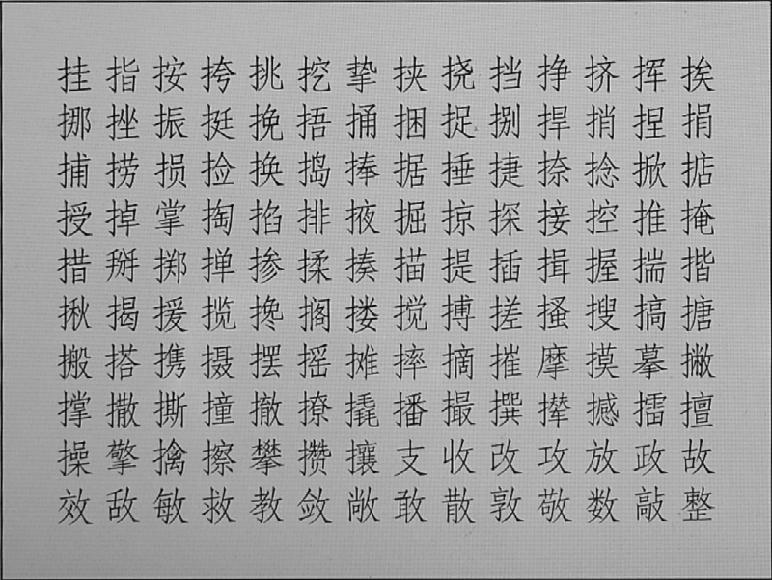 挂指按挎挑挖挚挟挠挡挣挤挥挨
挪挫振挺挽捂捅捆捉捌捍捎捏捐
捕捞损捡换捣捧据捶捷捺捻掀掂
授掉掌掏掐排掖掘掠探接控推掩
措掰掷掸掺揉揍描提插揖握揣揩
揪揭援揽搀搁搂搅搏搓搔搜搞搪
搬搭携摄摆摇摊摔摘摧摩摸摹撇
撑撒撕撞撤撩撬播撮撰撵撼擂擅
操擎擒擦攀攒攘支收改攻放政故
效敌敏救教敛敞敢散敦敬数敲整